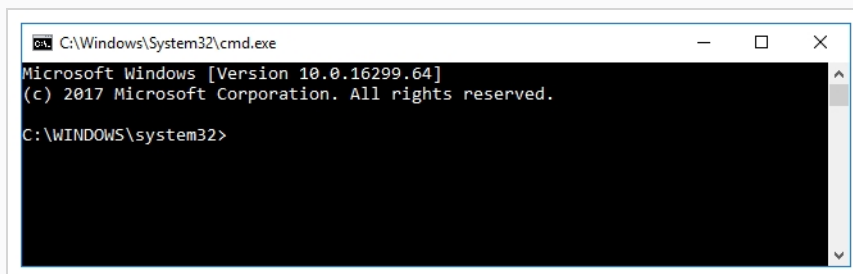 C:\Windows\System32\cmd.exe
Microsoft Windows [Version 10.0.16299.64]
(c) 2017 Microsoft Corporation. All rights reserved.
C:\WINDOWS\system32>